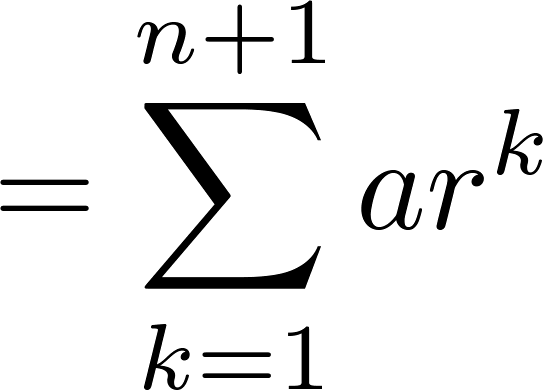 = \sum_{k=1}^{n+1} ar^k